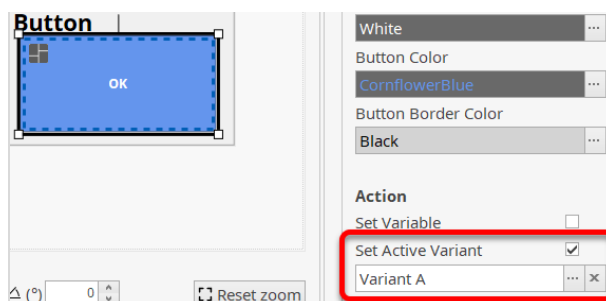 Button
OK
(°) 0
Reset zoom
White ...
Button Color
CornflowerBlue ...
Button Border Color
Black ...
Action
Set Variable
Set Active Variant
Variant A ... ×